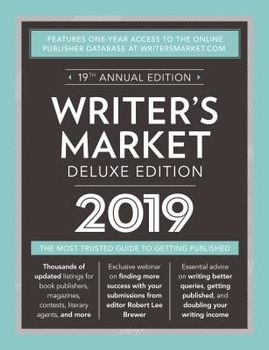 FEATURES ONE-YEAR ACCESS TO THE ONLINE
PUBLISHER DATABASE AT WRITERSMARKET.COM
• 19TH ANNUAL EDITION •
WRITER'S
MARKET
DELUXE EDITION
2019
THE MOST TRUSTED GUIDE TO GETTING PUBLISHED
Thousands of
updated listings for
book publishers,
magazines,
contests, literary
agents, and more
Exclusive webinar
on finding more
success with your
submissions from
editor Robert Lee
Brewer
Essential advice
on writing better
queries, getting
published, and
doubling your
writing income